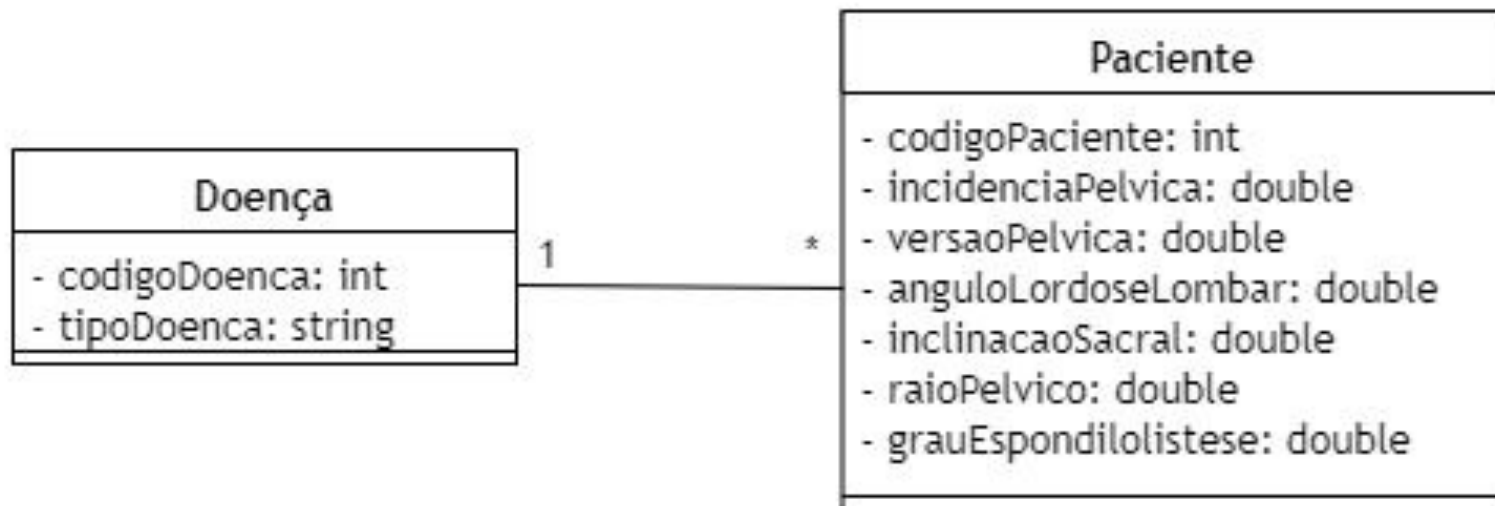 Doença
- codigoDoenca: int
- tipoDoenca: string
1
*
Paciente
- codigoPaciente: int
- incidenciaPelvica: double
- versaoPelvica: double
- anguloLordoseLombar: double
- inclinacaoSacral: double
- raioPelvico: double
- grauEspondilolistese: double